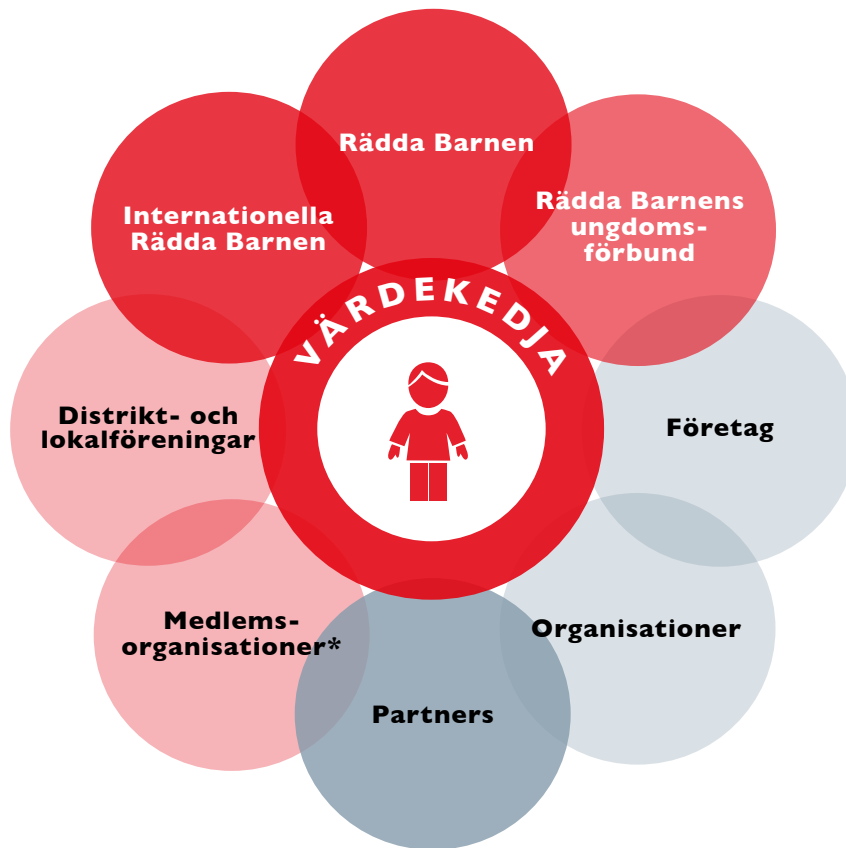 Rädda Barnen
Rädda Barnens
ungdoms-
förbund
Internationella
Rädda Barnen
VÄRDEKEDJA
Distrikt- och
lokalföreningar
Företag
Medlems-
organisationer*
Organisationer
Partners